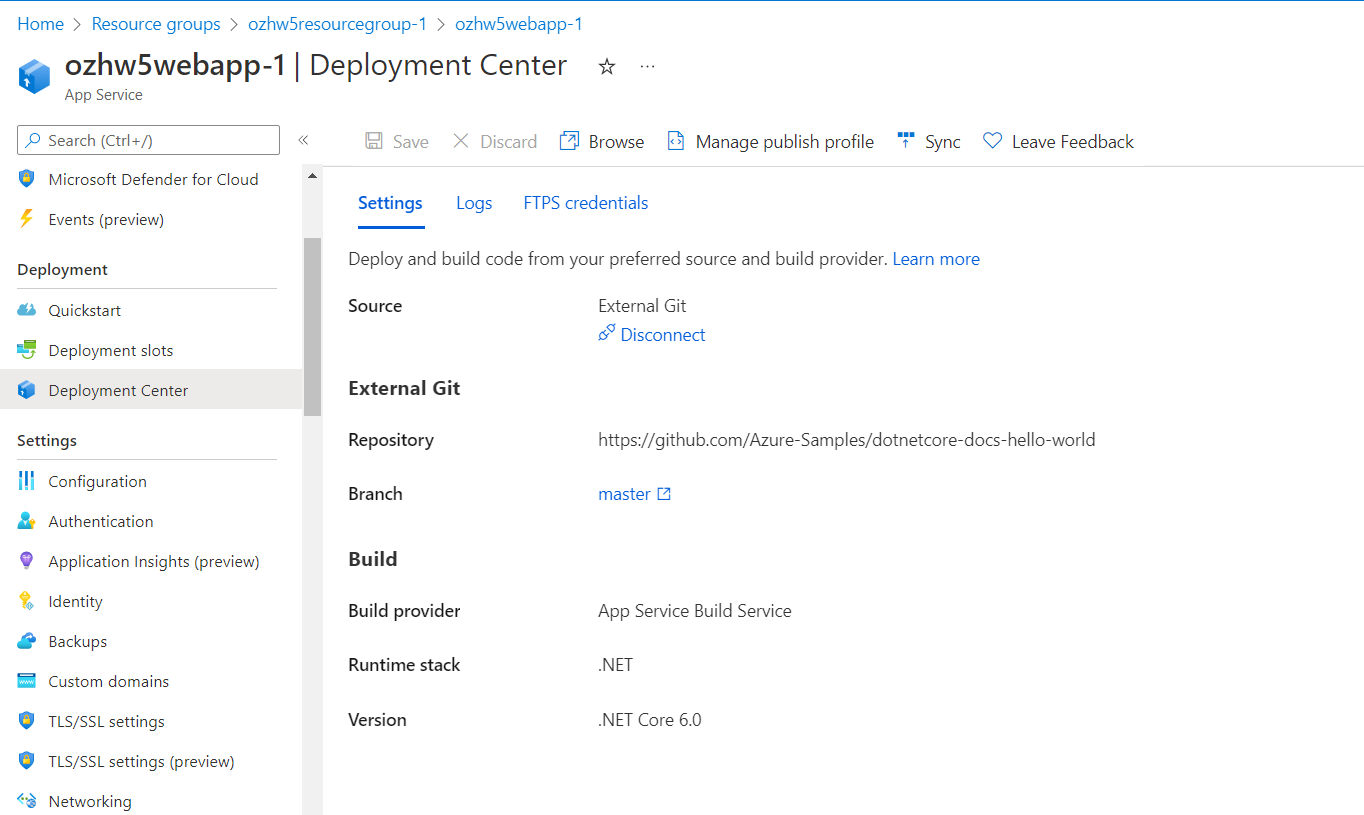 Home > Resource groups > ozhw5resourcegroup-1 > ozhw5webapp-1
ozhw5webapp-1 | Deployment Center ...
App Service
Search (Ctrl+/)
«
Save
Discard
Browse
Manage publish profile
Sync
Leave Feedback
Microsoft Defender for Cloud
Events (preview)
Deployment
Quickstart
Deployment slots
Deployment Center
Settings
Configuration
Authentication
Application Insights (preview)
Identity
Backups
Custom domains
TLS/SSL settings
TLS/SSL settings (preview)
Networking
Settings
Logs
FTPS credentials
Deploy and build code from your preferred source and build provider. Learn more
Source External Git
Disconnect
External Git
Repository https://github.com/Azure-Samples/dotnetcore-docs-hello-world
Branch master
Build
Build provider App Service Build Service
Runtime stack .NET
Version .NET Core 6.0